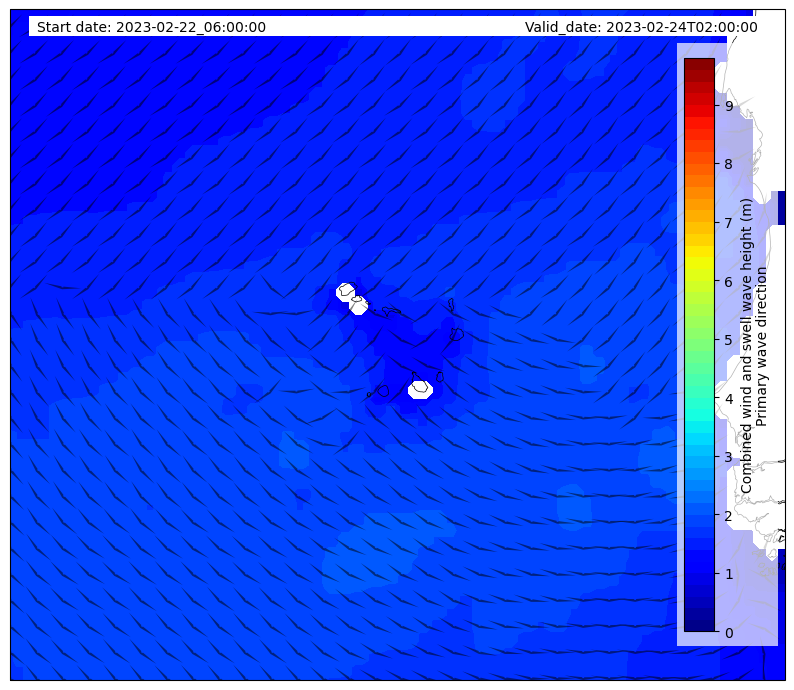 Start date: 2023-02-22_06:00:00
Valid_date: 2023-02-24T02:00:00
9
8
7
6
5
4
3
2
1
0
Combined wind and swell wave height (m)
Primary wave direction